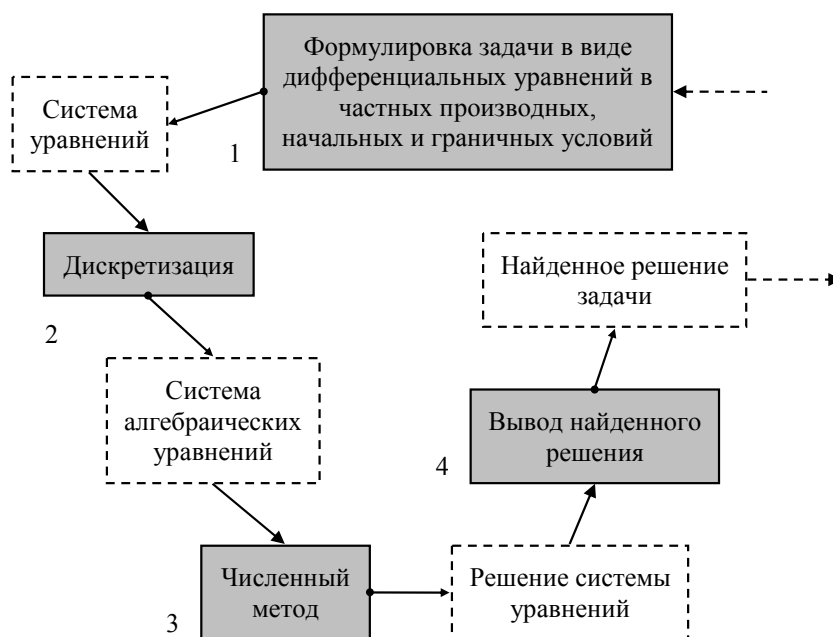 Формулировка задачи в виде
дифференциальных уравнений в
частных производных,
начальных и граничных условий
Система
уравнений
1
Дискретизация
2
Система
алгебраических
уравнений
Численный
метод
3
Решение системы
уравнений
Вывод найденного
решения
4
Найденное решение
задачи